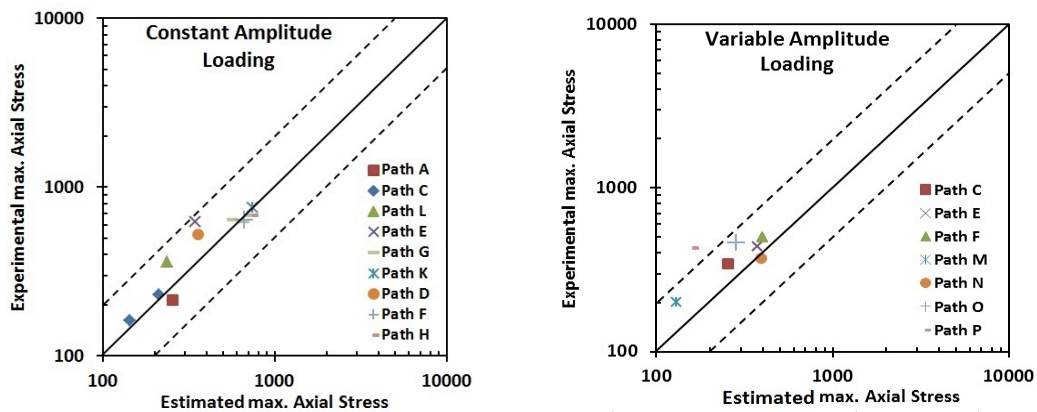 Constant Amplitude
Loading
Experimental max. Axial Stress
10000
1000
100
Path A
Path C
Path L
Path E
Path G
Path K
Path D
Path F
Path H
100
1000
10000
Estimated max. Axial Stress
Variable Amplitude
Loading
Experimental max. Axial Stress
10000
1000
100
Path C
Path E
Path F
Path M
Path N
Path O
Path P
100
1000
10000
Estimated max. Axial Stress